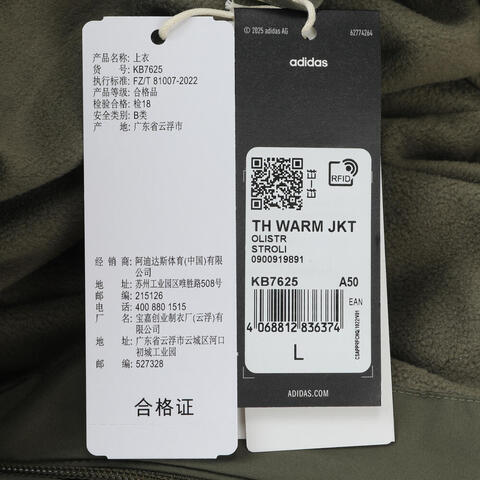 产品名称: 上衣
货 号: KB7625
执行标准: FZ/T 81007-2022
产品等级: 合格品
检验合格: 检18
安全类别: B类
产 地: 广东省云浮市
经 销 商: 阿迪达斯体育(中国)有限
公司
地 址: 苏州工业园区唯胜路508号
邮 编: 215126
电 话: 400 880 1515
厂 名: 宝嘉创业制衣厂(云浮)有
限公司
地 址: 广东省云浮市云城区河口
初城工业园
邮 编: 527328
合格证
© 2025 adidas AG
62774264
adidas
RFID
TH WARM JKT
OLISTR
STROLI
0900919891
KB7625 A50
EAN
4 068812 836374
L
ADIDAS.COM